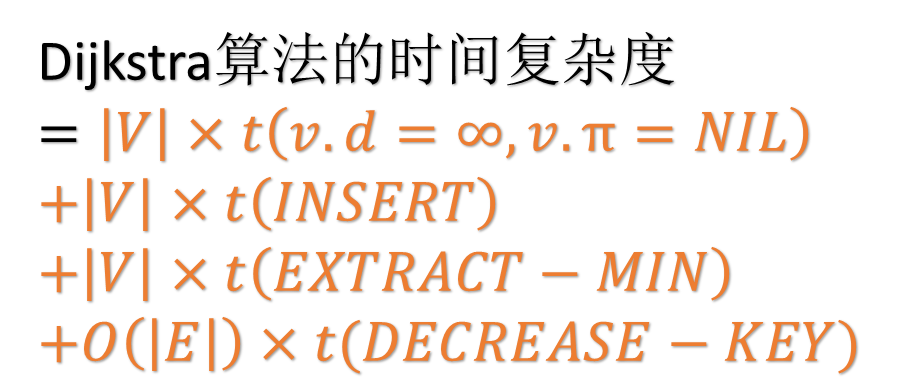 Dijkstra算法的时间复杂度
= |V| × t(v.d = ∞, v.π = NIL)
+|V| × t(INSERT)
+|V| × t(EXTRACT − MIN)
+O(|E|) × t(DECREASE − KEY)